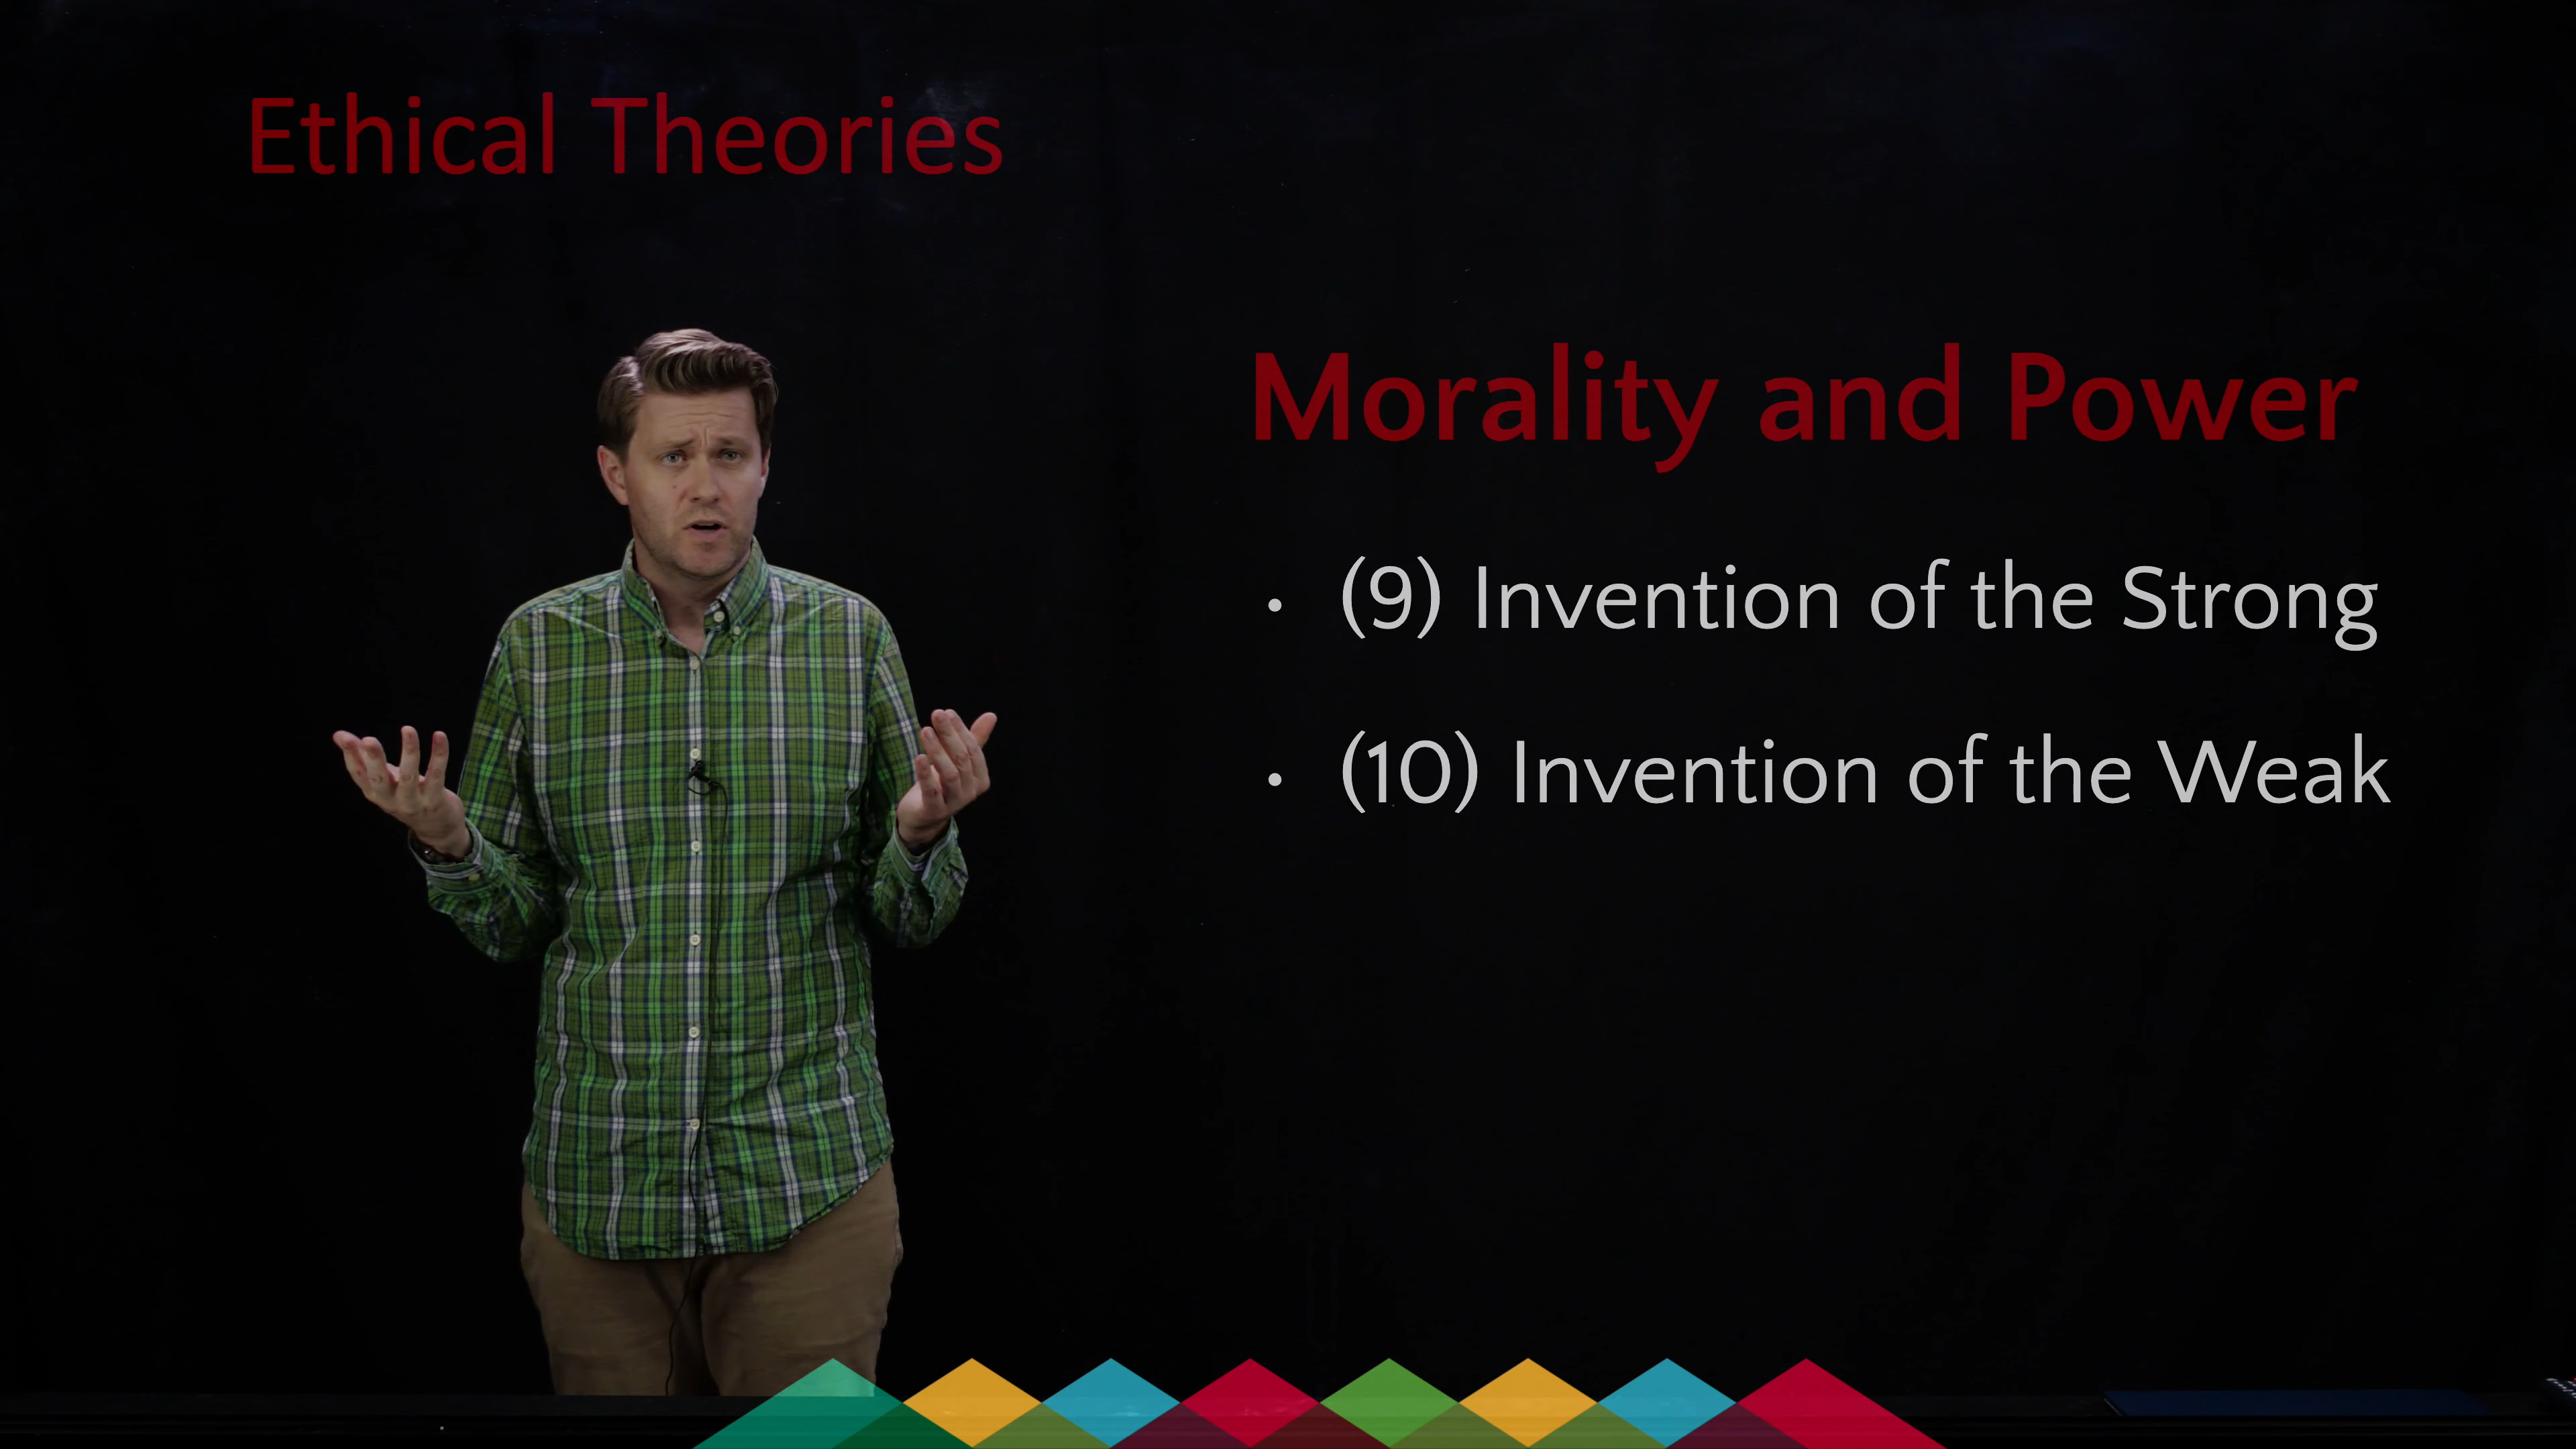 Ethical Theories
Morality and Power
• (9) Invention of the Strong
• (10) Invention of the Weak